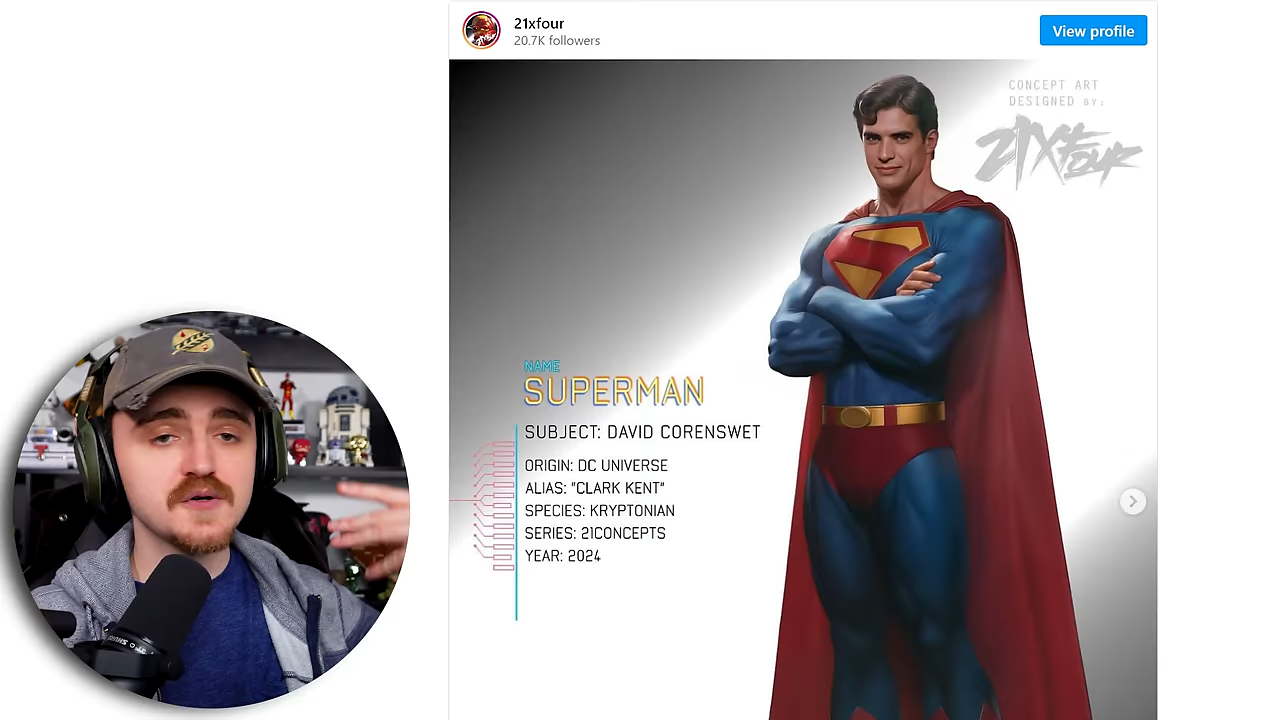 21xfour
20.7K followers
View profile
CONCEPT ART
DESIGNED BY:
21XFOUR
NAME
SUPERMAN
SUBJECT: DAVID CORENSWET
ORIGIN: DC UNIVERSE
ALIAS: "CLARK KENT"
SPECIES: KRYPTONIAN
SERIES: 21CONCEPTS
YEAR: 2024